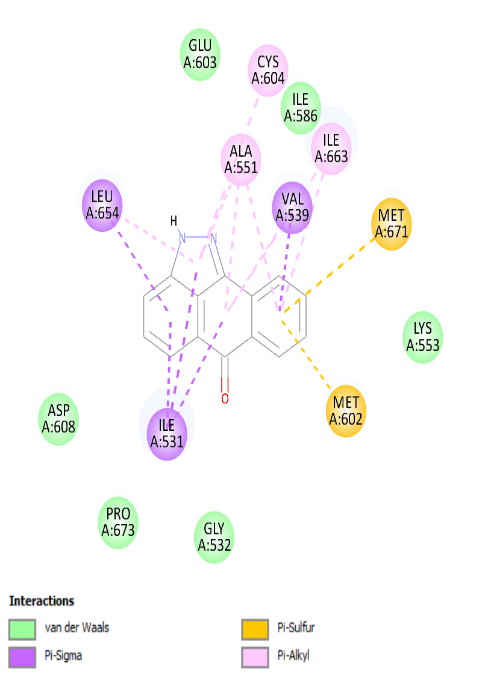 GLU
A:603
CYS
A:604
ILE
A:586
ILE
A:663
ALA
A:551
LEU
A:654
VAL
A:539
MET
A:671
H
N
N
LYS
A:553
O
MET
A:602
ASP
A:608
ILE
A:531
PRO
A:673
GLY
A:532
Interactions
van der Waals
Pi-Sulfur
Pi-Sigma
Pi-Alkyl